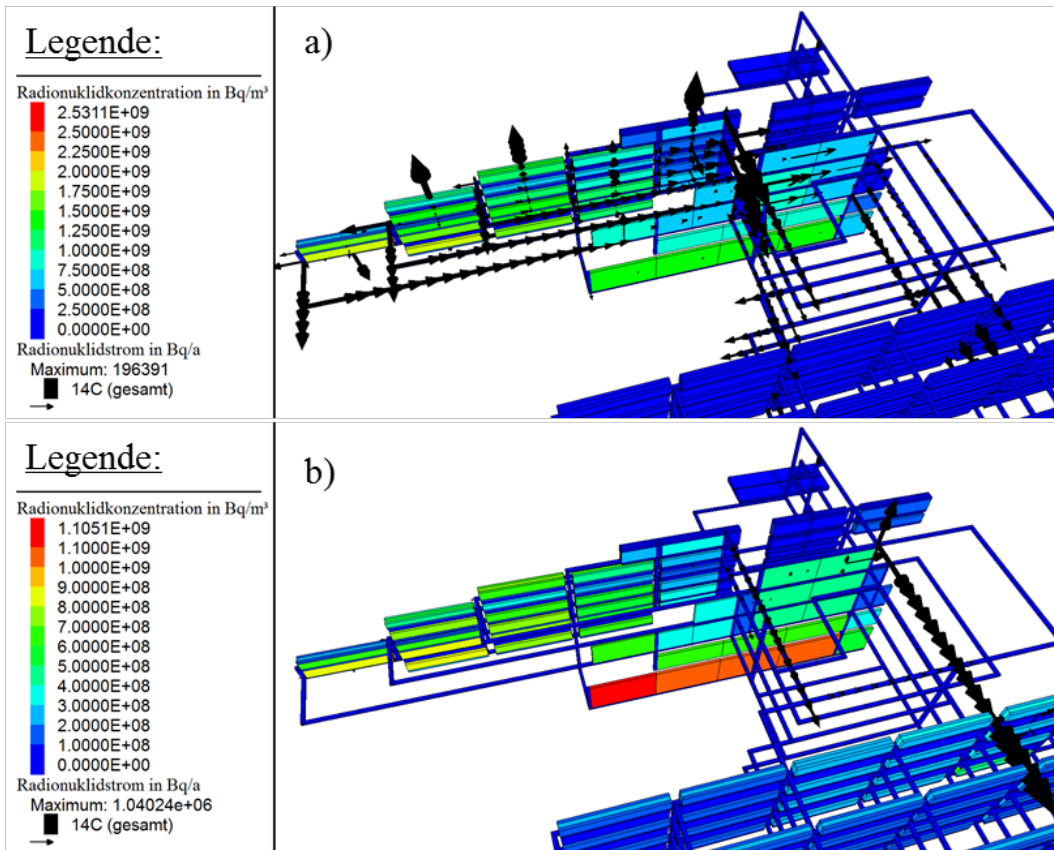 Legende:
a)
Radionuklidkonzentration in Bq/m³
2.5311E+09
2.5000E+09
2.2500E+09
2.0000E+09
1.7500E+09
1.5000E+09
1.2500E+09
1.0000E+09
7.5000E+08
5.0000E+08
2.5000E+08
0.0000E+00
Radionuklidstrom in Bq/a
Maximum: 196391
14C (gesamt)
Legende:
b)
Radionuklidkonzentration in Bq/m³
1.1051E+09
1.1000E+09
1.0000E+09
9.0000E+08
8.0000E+08
7.0000E+08
6.0000E+08
5.0000E+08
4.0000E+08
3.0000E+08
2.0000E+08
1.0000E+08
0.0000E+00
Radionuklidstrom in Bq/a
Maximum: 1.04024e+06
14C (gesamt)